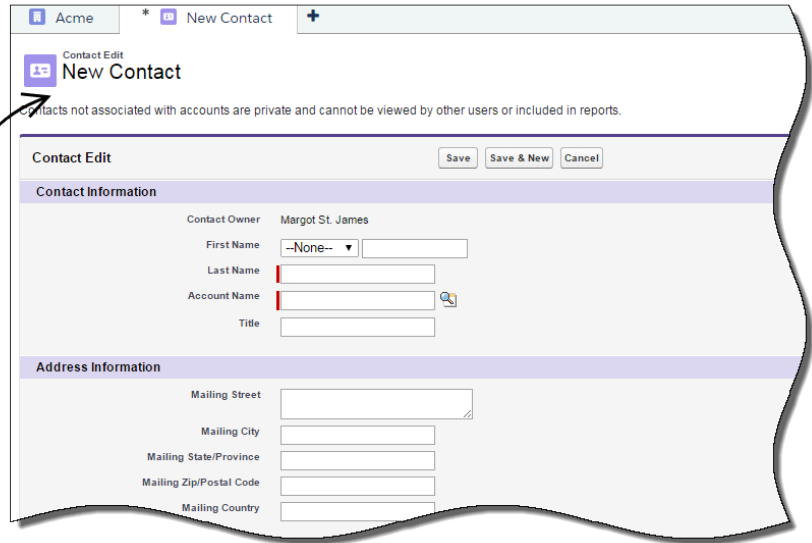 Acme * New Contact +
Contact Edit
New Contact
Contacts not associated with accounts are private and cannot be viewed by other users or included in reports.
Contact Edit Save Save & New Cancel
Contact Information
Contact Owner Margot St. James
First Name --None--
Last Name
Account Name
Title
Address Information
Mailing Street
Mailing City
Mailing State/Province
Mailing Zip/Postal Code
Mailing Country